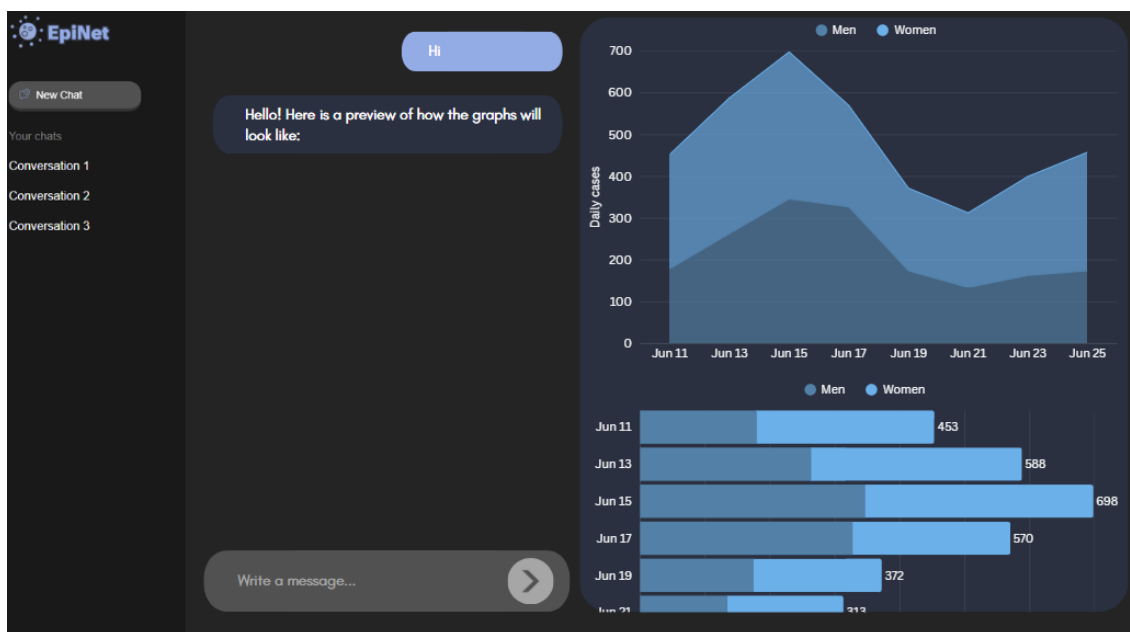 EpiNet
New Chat
Your chats
Conversation 1
Conversation 2
Conversation 3
Hi
Hello! Here is a preview of how the graphs will
look like:
Write a message...
Men Women
Daily cases
700
600
500
400
300
200
100
0
Jun 11 Jun 13 Jun 15 Jun 17 Jun 19 Jun 21 Jun 23 Jun 25
Men Women
Jun 11 453
Jun 13 588
Jun 15 698
Jun 17 570
Jun 19 372
Jun 21 313